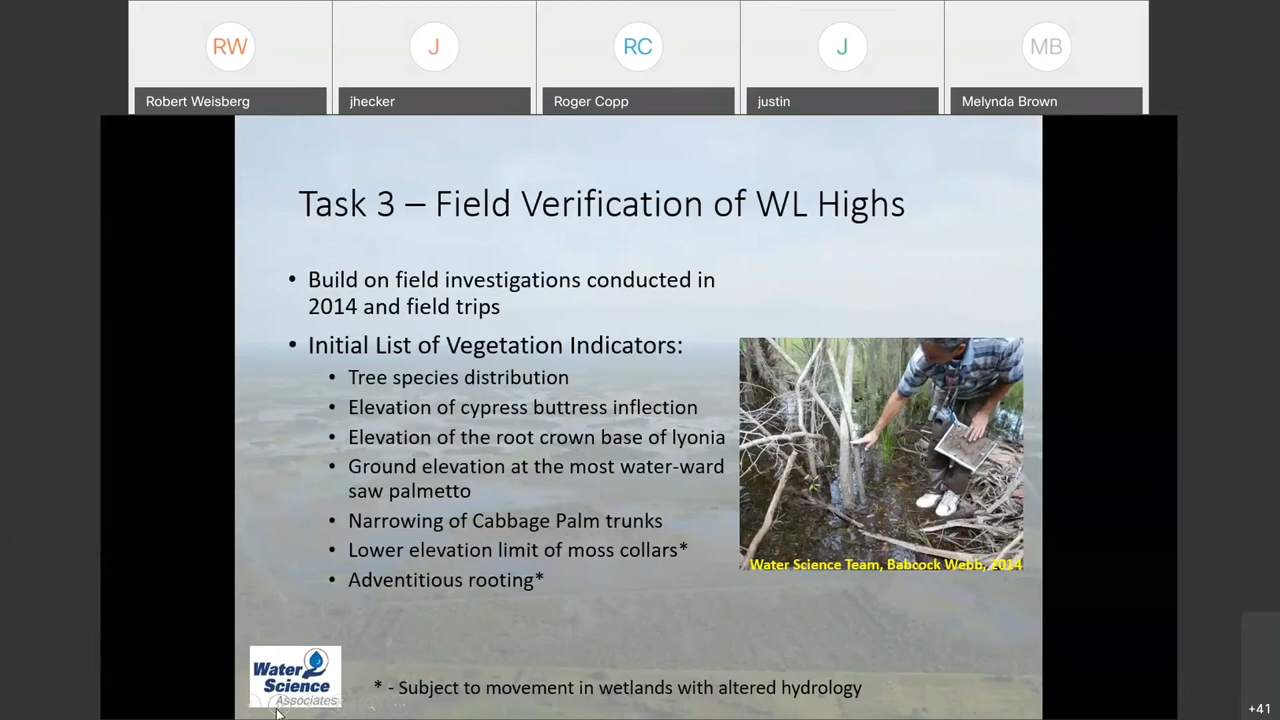 RW
J
RC
J
MB
Robert Weisberg
jhecker
Roger Copp
justin
Melynda Brown
Task 3 – Field Verification of WL Highs
• Build on field investigations conducted in
2014 and field trips
• Initial List of Vegetation Indicators:
• Tree species distribution
• Elevation of cypress buttress inflection
• Elevation of the root crown base of lyonia
• Ground elevation at the most water-ward
saw palmetto
• Narrowing of Cabbage Palm trunks
• Lower elevation limit of moss collars*
• Adventitious rooting*
Water Science Team, Babcock Webb, 2014
Water
Science
Associates
* - Subject to movement in wetlands with altered hydrology
+41